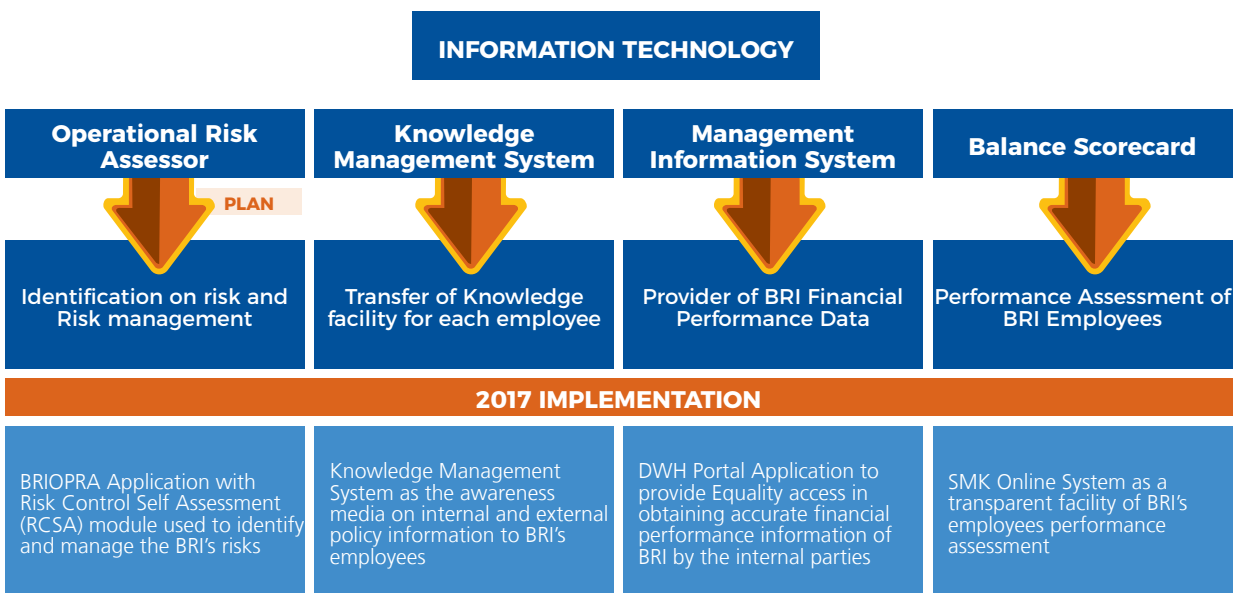 INFORMATION TECHNOLOGY
Operational Risk
Assessor
Knowledge
Management System
Management
Information System
Balance Scorecard
PLAN
Identification on risk and
Risk management
Transfer of Knowledge
facility for each employee
Provider of BRI Financial
Performance Data
Performance Assessment of
BRI Employees
2017 IMPLEMENTATION
BRIOPRA Application with
Risk Control Self Assessment
(RCSA) module used to identify
and manage the BRI’s risks
Knowledge Management
System as the awareness
media on internal and external
policy information to BRI’s
employees
DWH Portal Application to
provide Equality access in
obtaining accurate financial
performance information of
BRI by the internal parties
SMK Online System as a
transparent facility of BRI’s
employees performance
assessment